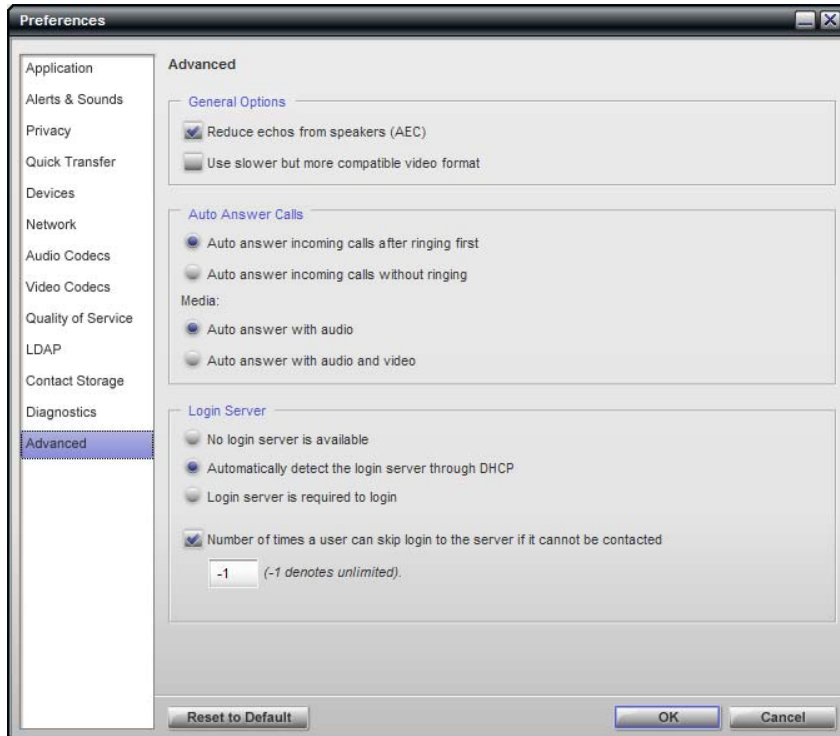 Preferences
Application
Alerts & Sounds
Privacy
Quick Transfer
Devices
Network
Audio Codecs
Video Codecs
Quality of Service
LDAP
Contact Storage
Diagnostics
Advanced
Advanced
General Options
Reduce echos from speakers (AEC)
Use slower but more compatible video format
Auto Answer Calls
Auto answer incoming calls after ringing first
Auto answer incoming calls without ringing
Media:
Auto answer with audio
Auto answer with audio and video
Login Server
No login server is available
Automatically detect the login server through DHCP
Login server is required to login
Number of times a user can skip login to the server if it cannot be contacted
-1 (-1 denotes unlimited).
Reset to Default OK Cancel